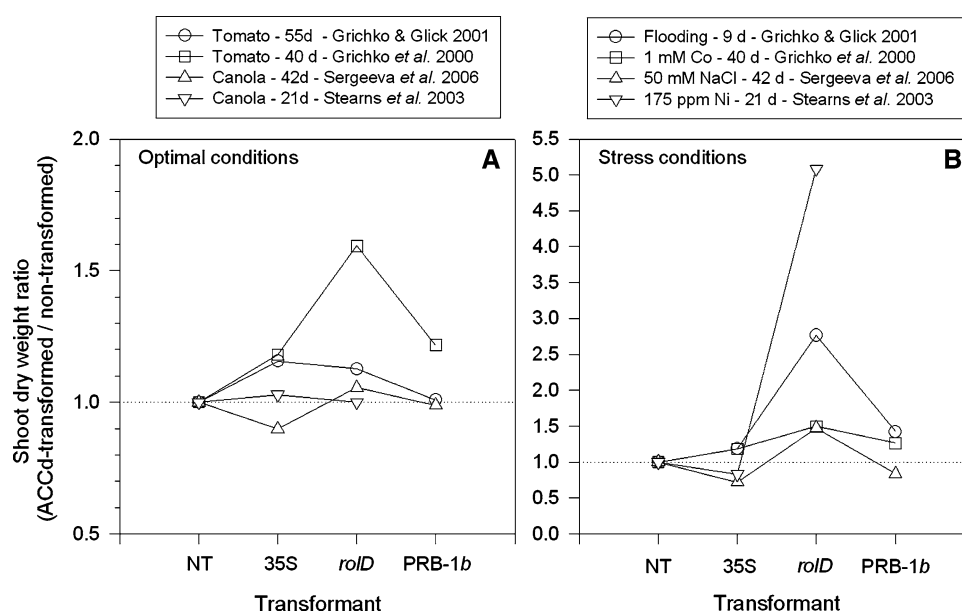 Tomato - 55d - Grichko & Glick 2001
Tomato - 40 d - Grichko et al. 2000
Canola - 42d - Sergeeva et al. 2006
Canola - 21d - Stearns et al. 2003
Flooding - 9 d - Grichko & Glick 2001
1 mM Co - 40 d - Grichko et al. 2000
50 mM NaCl - 42 d - Sergeeva et al. 2006
175 ppm Ni - 21 d - Stearns et al. 2003
Shoot dry weight ratio
(ACCd-transformed / non-transformed)
Optimal conditions
A
2.0
1.5
1.0
0.5
NT
35S
rolD
PRB-1b
Transformant
Stress conditions
B
5.5
5.0
4.5
4.0
3.5
3.0
2.5
2.0
1.5
1.0
0.5
0.0
NT
35S
rolD
PRB-1b
Transformant